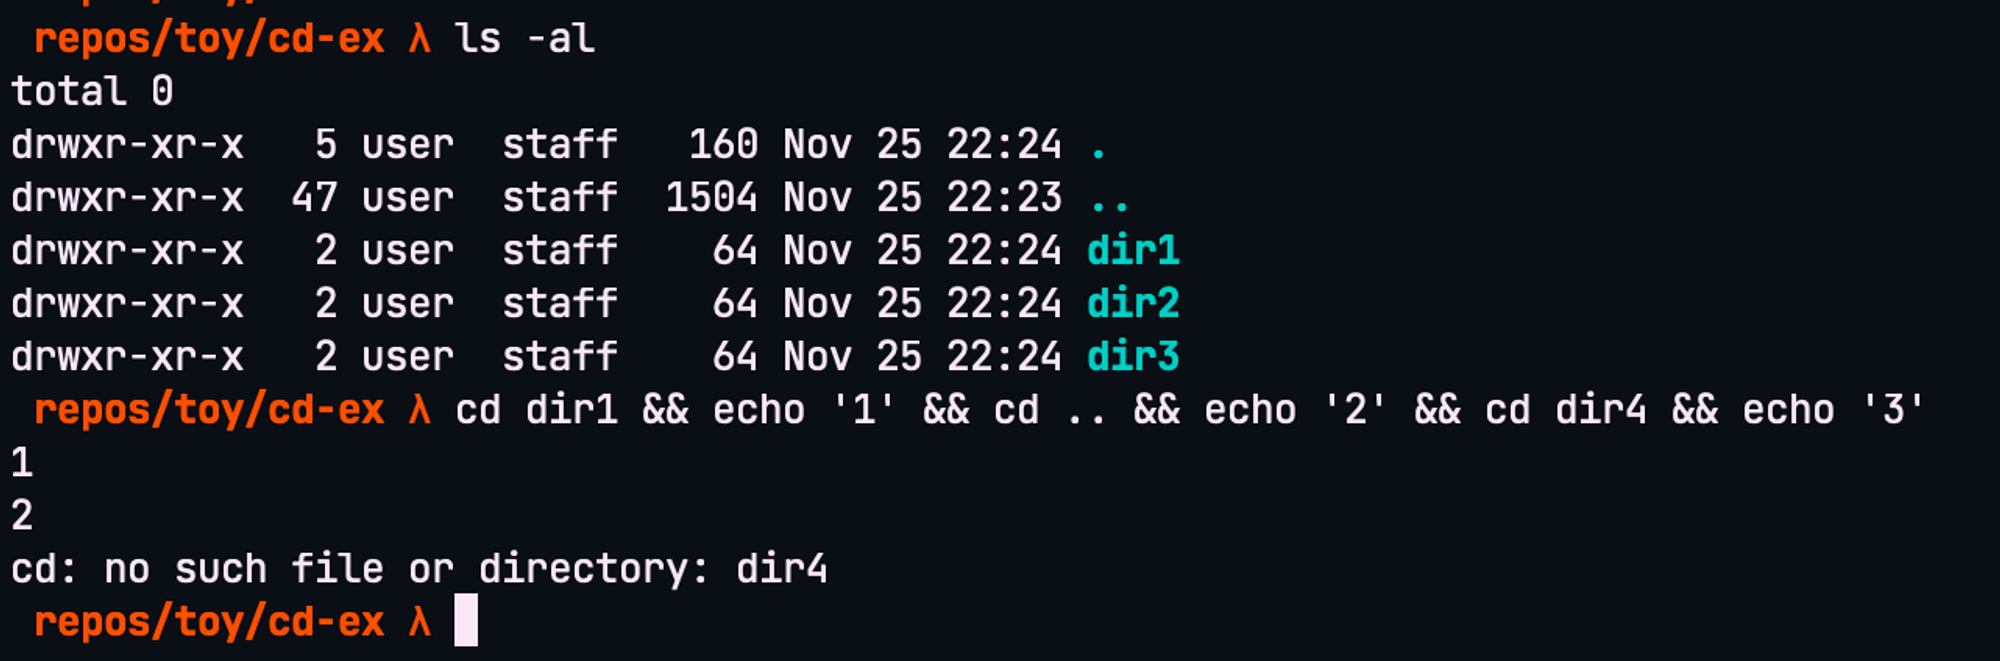 repos/toy/cd-ex λ ls -al
total 0
drwxr-xr-x   5 user  staff   160 Nov 25 22:24 .
drwxr-xr-x  47 user  staff  1504 Nov 25 22:23 ..
drwxr-xr-x   2 user  staff    64 Nov 25 22:24 dir1
drwxr-xr-x   2 user  staff    64 Nov 25 22:24 dir2
drwxr-xr-x   2 user  staff    64 Nov 25 22:24 dir3
repos/toy/cd-ex λ cd dir1 && echo '1' && cd .. && echo '2' && cd dir4 && echo '3'
1
2
cd: no such file or directory: dir4
repos/toy/cd-ex λ